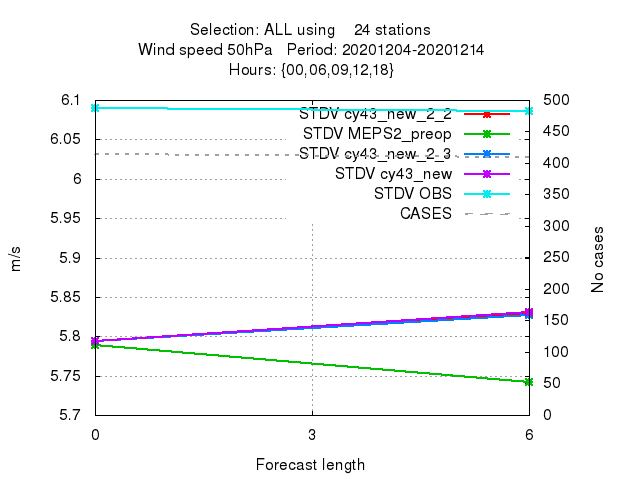 Selection: ALL using 24 stations
Wind speed 50hPa Period: 20201204-20201214
Hours: {00,06,09,12,18}
6.1
6.05
6
5.95
5.9
5.85
5.8
5.75
5.7
m/s
STDV cy43_new_2_2
STDV MEPS2_preop
STDV cy43_new_2_3
STDV cy43_new
STDV OBS
CASES
500
450
400
350
300
250
200
150
100
50
0
No cases
0 3 6
Forecast length